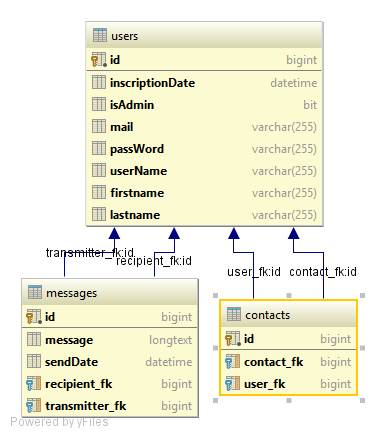 users
id bigint
inscriptionDate datetime
isAdmin bit
mail varchar(255)
passWord varchar(255)
userName varchar(255)
firstname varchar(255)
lastname varchar(255)
transmitter_fk:id
recipient_fk:id
user_fk:id
contact_fk:id
messages
id bigint
message longtext
sendDate datetime
recipient_fk bigint
transmitter_fk bigint
contacts
id bigint
contact_fk bigint
user_fk bigint
Powered by yFiles